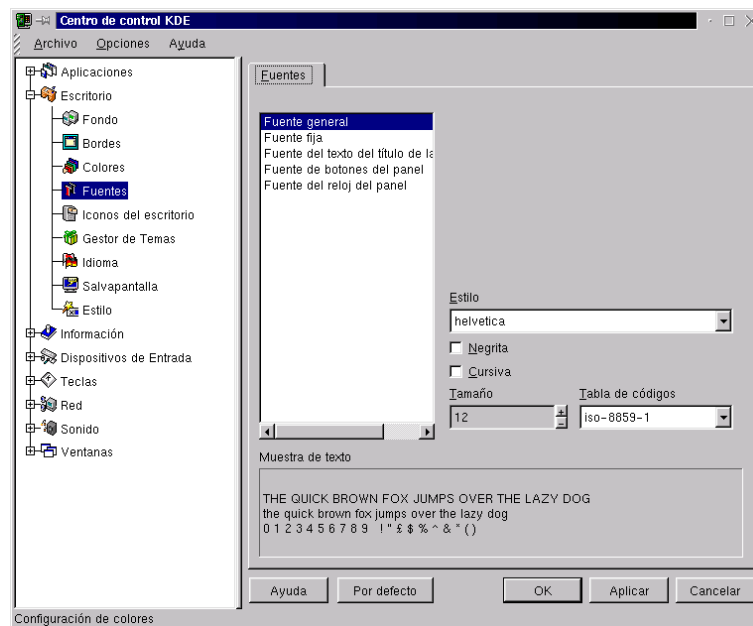 Centro de control KDE
Archivo Opciones Ayuda
Aplicaciones
Escritorio
Fondo
Bordes
Colores
Fuentes
Iconos del escritorio
Gestor de Temas
Idioma
Salvapantalla
Estilo
Información
Dispositivos de Entrada
Teclas
Red
Sonido
Ventanas
Fuentes
Fuente general
Fuente fija
Fuente del texto del título de la
Fuente de botones del panel
Fuente del reloj del panel
Estilo
helvetica
Negrita
Cursiva
Tamaño Tabla de códigos
12 iso-8859-1
Muestra de texto
THE QUICK BROWN FOX JUMPS OVER THE LAZY DOG
the quick brown fox jumps over the lazy dog
0 1 2 3 4 5 6 7 8 9 ! " £ $ % ^ & * ( )
Ayuda Por defecto OK Aplicar Cancelar
Configuración de colores